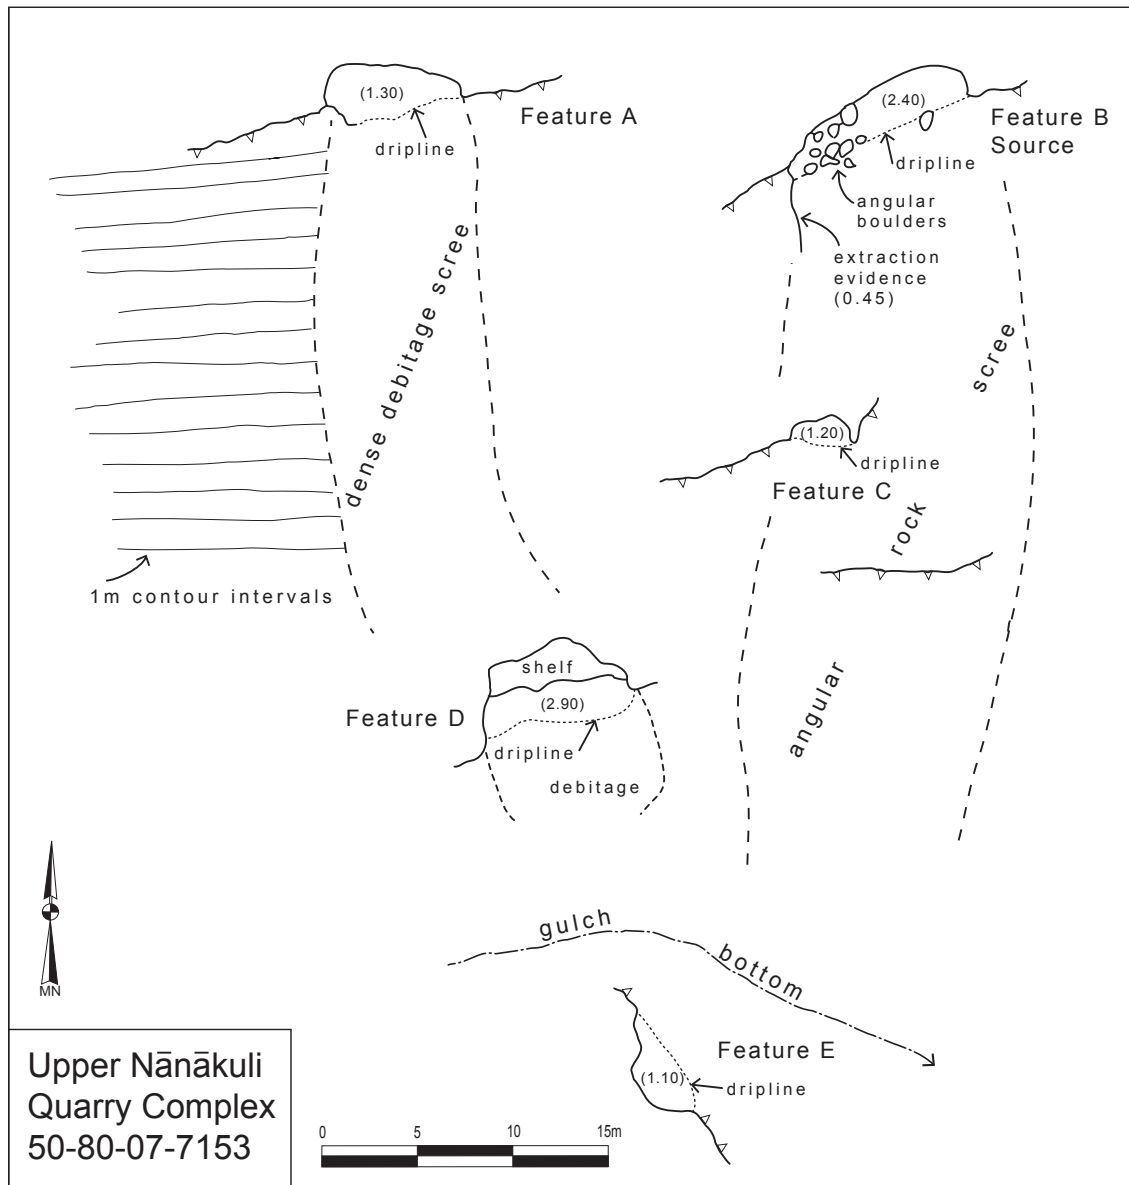 (1.30)
Feature A
dripline
(2.40)
Feature B
Source
dripline
angular
boulders
extraction
evidence
(0.45)
dense debitage scree
scree
(1.20)
dripline
Feature C
rock
1m contour intervals
shelf
(2.90)
Feature D
dripline
debitage
angular
gulch
bottom
MN
Feature E
(1.10)
dripline
Upper Nānākuli
Quarry Complex
50-80-07-7153
0 5 10 15m